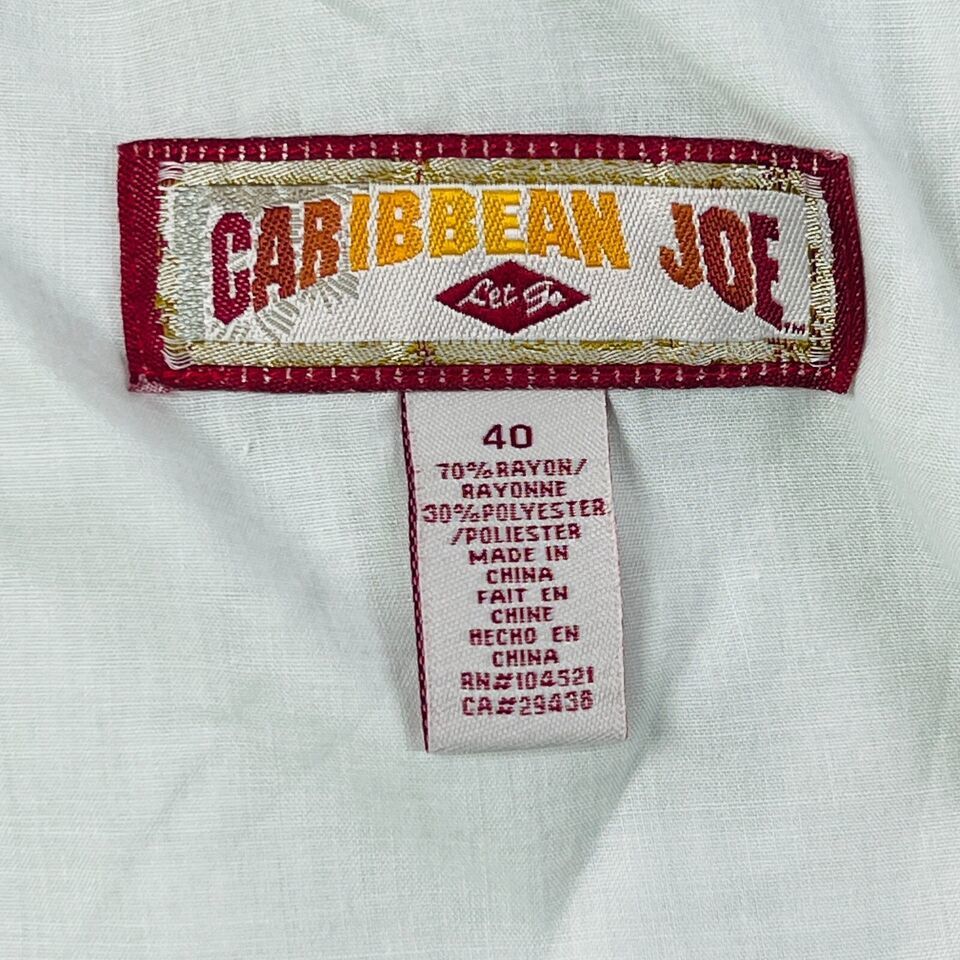 CARIBBEAN JOE
Let Go
™
40
70%RAYON/
RAYONNE
30%POLYESTER
/POLIESTER
MADE IN
CHINA
FAIT EN
CHINE
HECHO EN
CHINA
RN#104521
CA#29438